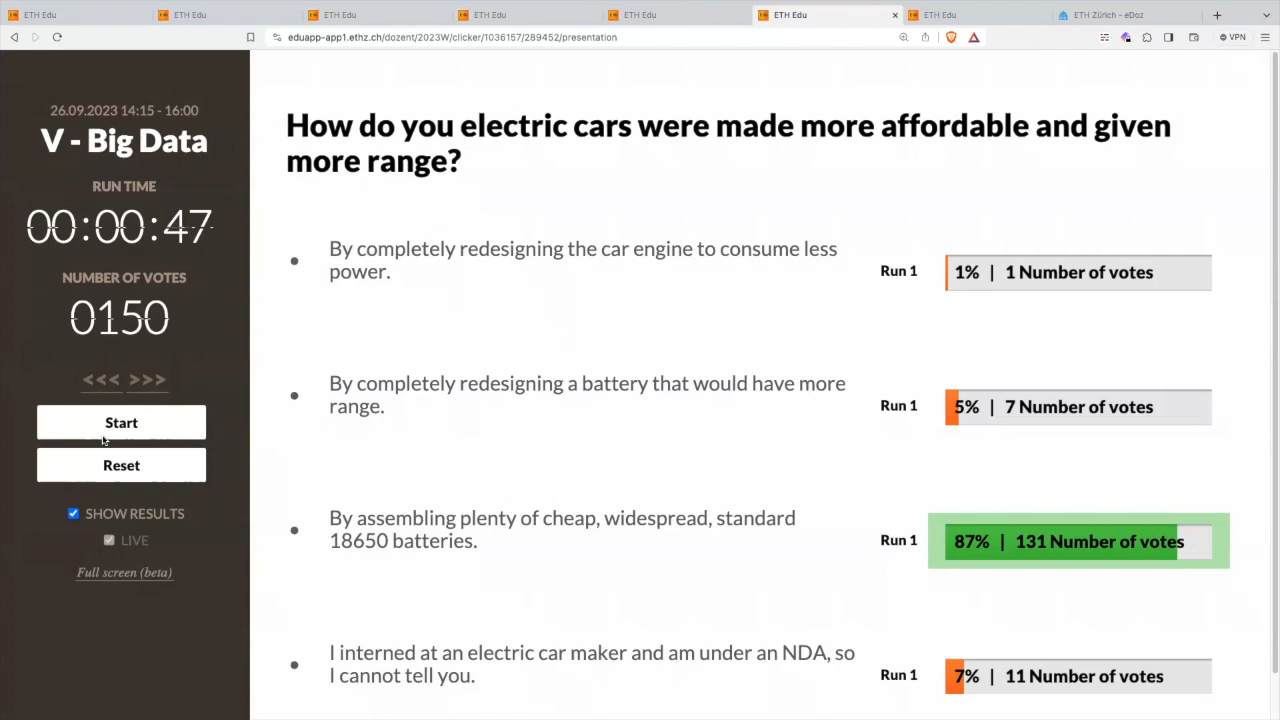 ETH Edu
ETH Edu
ETH Edu
ETH Edu
ETH Edu
ETH Edu
ETH Edu
ETH Zürich - eDoz
eduapp-app1.ethz.ch/dozent/2023W/clicker/1036157/289452/presentation
VPN
26.09.2023 14:15 - 16:00
V - Big Data
RUN TIME
00:00:47
NUMBER OF VOTES
0150
<<< >>>
Start
Reset
SHOW RESULTS
LIVE
Full screen (beta)
How do you electric cars were made more affordable and given
more range?
By completely redesigning the car engine to consume less
power.
Run 1
1% | 1 Number of votes
By completely redesigning a battery that would have more
range.
Run 1
5% | 7 Number of votes
By assembling plenty of cheap, widespread, standard
18650 batteries.
Run 1
87% | 131 Number of votes
I interned at an electric car maker and am under an NDA, so
I cannot tell you.
Run 1
7% | 11 Number of votes